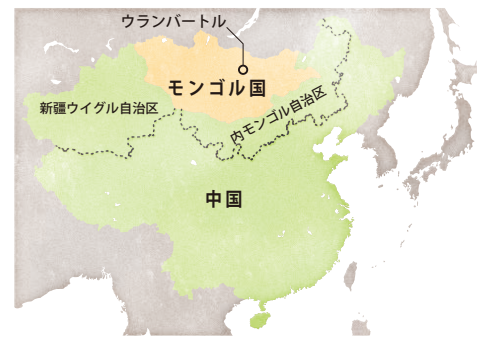 ウランバートル
モンゴル国
新疆ウイグル自治区
内モンゴル自治区
中国